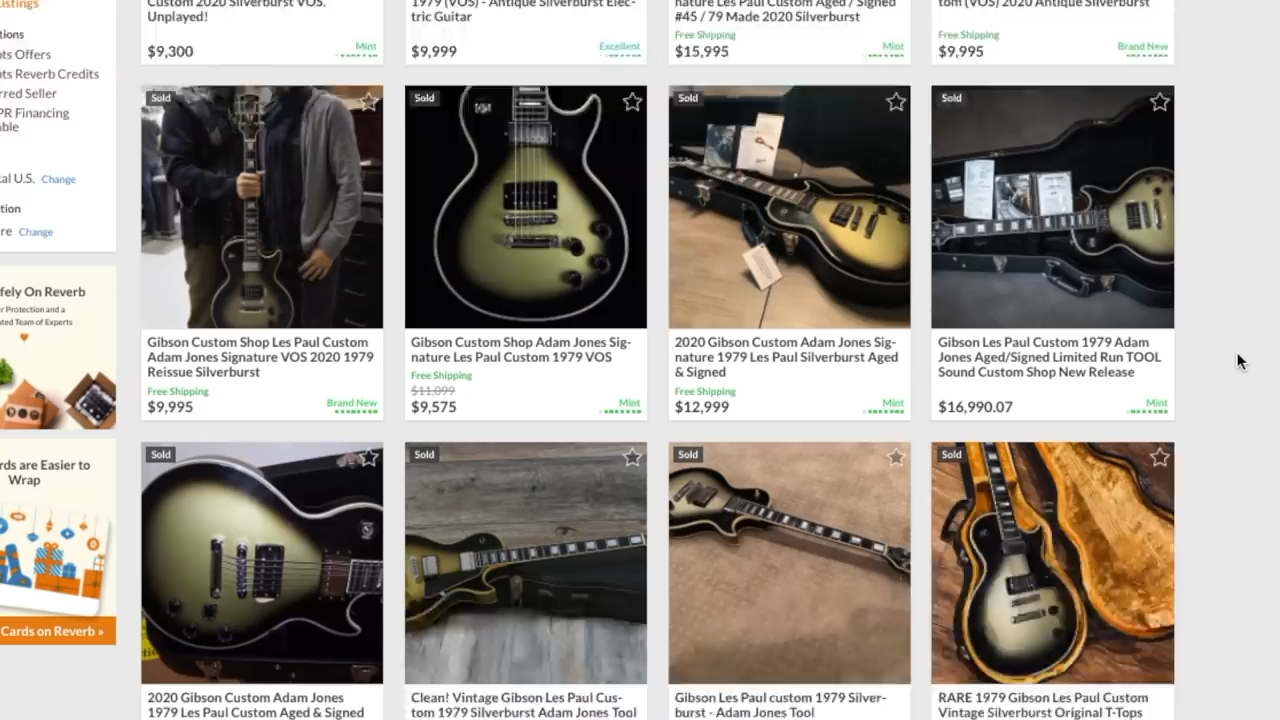 Listings
Custom 2020 Silverburst VOS.
Unplayed!
$9,300
Mint
1979 (VOS) - Antique Silverburst Elec-
tric Guitar
$9,999
Excellent
nature Les Paul Custom Aged / Signed
#45 / 79 Made 2020 Silverburst
Free Shipping
$15,995
Mint
tom (VOS) 2020 Antique Silverburst
Free Shipping
$9,995
Brand New
tions
pts Offers
pts Reverb Credits
rred Seller
PR Financing
ble
tal U.S. Change
tion
re Change
fely On Reverb
r Protection and a
ted Team of Experts
rds are Easier to
Wrap
Cards on Reverb »
Sold
Gibson Custom Shop Les Paul Custom
Adam Jones Signature VOS 2020 1979
Reissue Silverburst
Free Shipping
$9,995
Brand New
Sold
Gibson Custom Shop Adam Jones Sig-
nature Les Paul Custom 1979 VOS
Free Shipping
$11,099
$9,575
Mint
Sold
2020 Gibson Custom Adam Jones Sig-
nature 1979 Les Paul Silverburst Aged
& Signed
Free Shipping
$12,999
Mint
Sold
Gibson Les Paul Custom 1979 Adam
Jones Aged/Signed Limited Run TOOL
Sound Custom Shop New Release
$16,990.07
Mint
Sold
2020 Gibson Custom Adam Jones
1979 Les Paul Custom Aged & Signed
Sold
Clean! Vintage Gibson Les Paul Cus-
tom 1979 Silverburst Adam Jones Tool
Sold
Gibson Les Paul custom 1979 Silver-
burst - Adam Jones Tool
Sold
RARE 1979 Gibson Les Paul Custom
Vintage Silverburst Original T-Tops